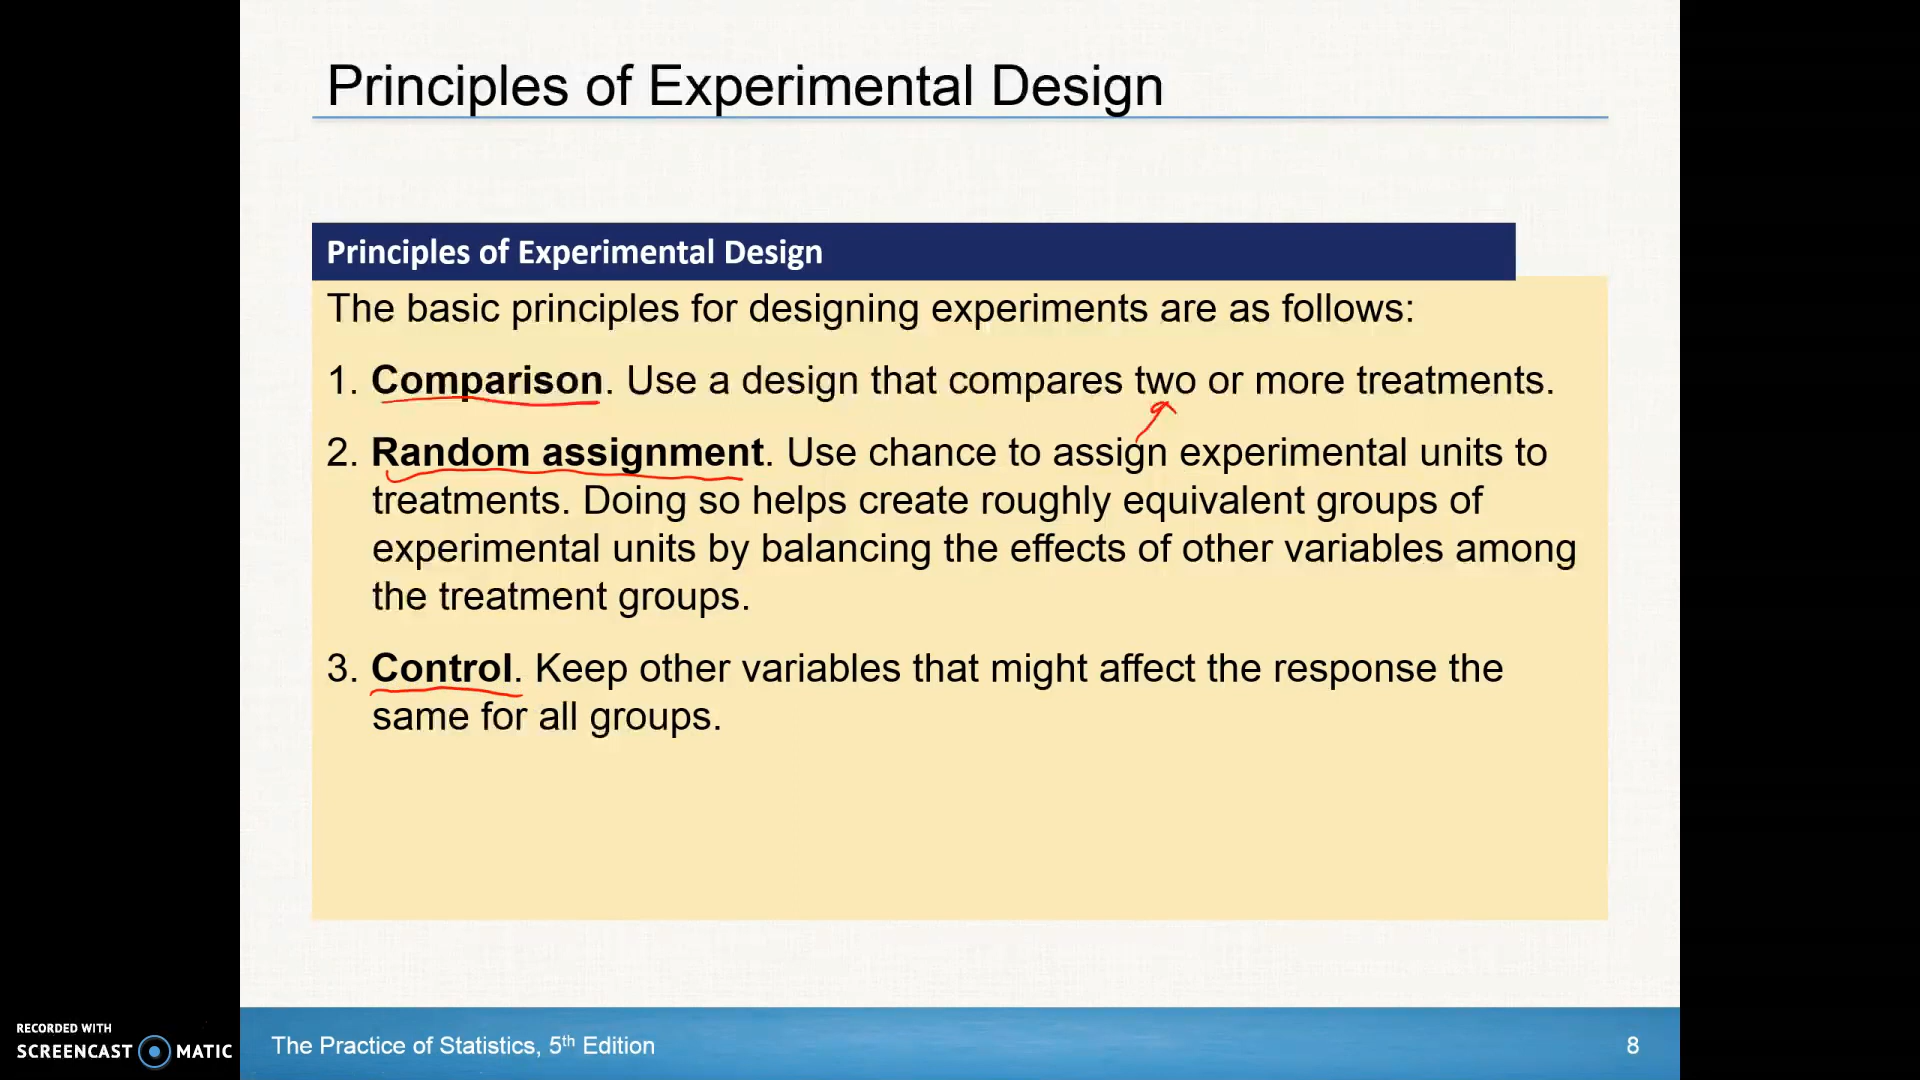 Principles of Experimental Design
Principles of Experimental Design
The basic principles for designing experiments are as follows:
1. Comparison. Use a design that compares two or more treatments.
2. Random assignment. Use chance to assign experimental units to
treatments. Doing so helps create roughly equivalent groups of
experimental units by balancing the effects of other variables among
the treatment groups.
3. Control. Keep other variables that might affect the response the
same for all groups.
RECORDED WITH
SCREENCAST MATIC
The Practice of Statistics, 5th Edition
8